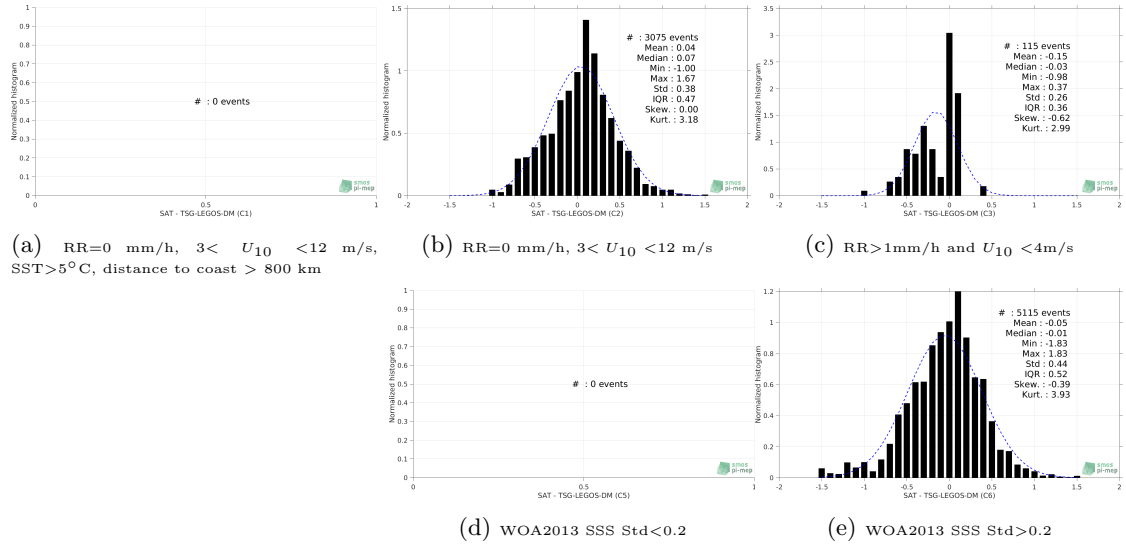 Normalized histogram
1
0.9
0.8
0.7
0.6
0.5
0.4
0.3
0.2
0.1
0
# : 0 events
smos
pi-mep
0
0.5
1
SAT - TSG-LEGOS-DM (C1)
(a) RR=0 mm/h, 3< U10 <12 m/s,
SST>5°C, distance to coast > 800 km
Normalized histogram
1.5
1
0.5
0
# : 3075 events
Mean : 0.04
Median : 0.07
Min : -1.00
Max : 1.67
Std : 0.38
IQR : 0.47
Skew. : 0.00
Kurt. : 3.18
smos
pi-mep
-2
-1.5
-1
-0.5
0
0.5
1
1.5
2
SAT - TSG-LEGOS-DM (C2)
(b) RR=0 mm/h, 3< U10 <12 m/s
Normalized histogram
3.5
3
2.5
2
1.5
1
0.5
0
# : 115 events
Mean : -0.15
Median : -0.03
Min : -0.98
Max : 0.37
Std : 0.26
IQR : 0.36
Skew. : -0.62
Kurt. : 2.99
smos
pi-mep
-2
-1.5
-1
-0.5
0
0.5
1
1.5
2
SAT - TSG-LEGOS-DM (C3)
(c) RR>1mm/h and U10 <4m/s
Normalized histogram
1
0.9
0.8
0.7
0.6
0.5
0.4
0.3
0.2
0.1
0
# : 0 events
smos
pi-mep
0
0.5
1
SAT - TSG-LEGOS-DM (C5)
(d) WOA2013 SSS Std<0.2
Normalized histogram
1.2
1
0.8
0.6
0.4
0.2
0
# : 5115 events
Mean : -0.05
Median : -0.01
Min : -1.83
Max : 1.83
Std : 0.44
IQR : 0.52
Skew. : -0.39
Kurt. : 3.93
smos
pi-mep
-2
-1.5
-1
-0.5
0
0.5
1
1.5
2
SAT - TSG-LEGOS-DM (C6)
(e) WOA2013 SSS Std>0.2